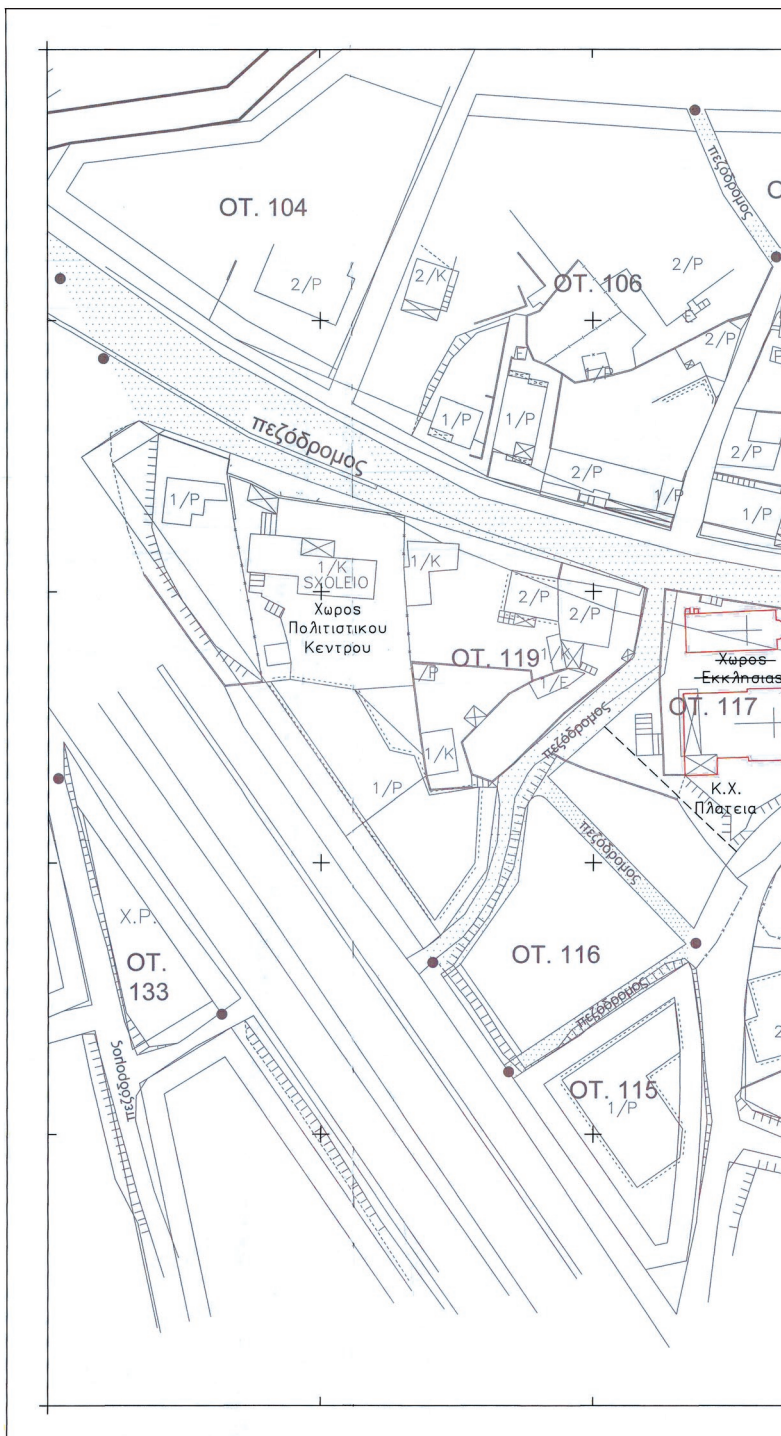 πεζόδρομος
ΟΤ. 104
2/P
2/K
ΟΤ. 106
2/P
2/P
1/P
E
1/P
1/P
2/P
1/P
2/P
1/P
πεζόδρομος
1/P
1/K
SXOLEIO
Χωρος
Πολιτιστικου
Κεντρου
1/K
2/P
2/P
ΟΤ. 119
1/K
1/E
1/K
1/P
πεζόδρομος
Χωρος
Εκκλησιας
ΟΤ. 117
Κ.Χ.
Πλατεια
πεζόδρομος
Χ.Ρ.
ΟΤ.
133
ΟΤ. 116
πεζόδρομος
πεζόδρομος
ΟΤ. 115
1/P